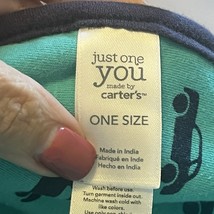 just one
you
made by
carter's™
ONE SIZE
Made in India
Fabriqué en Inde
Hecho en India
Wash before use.
Turn garment inside out.
Machine wash cold with
like colors.